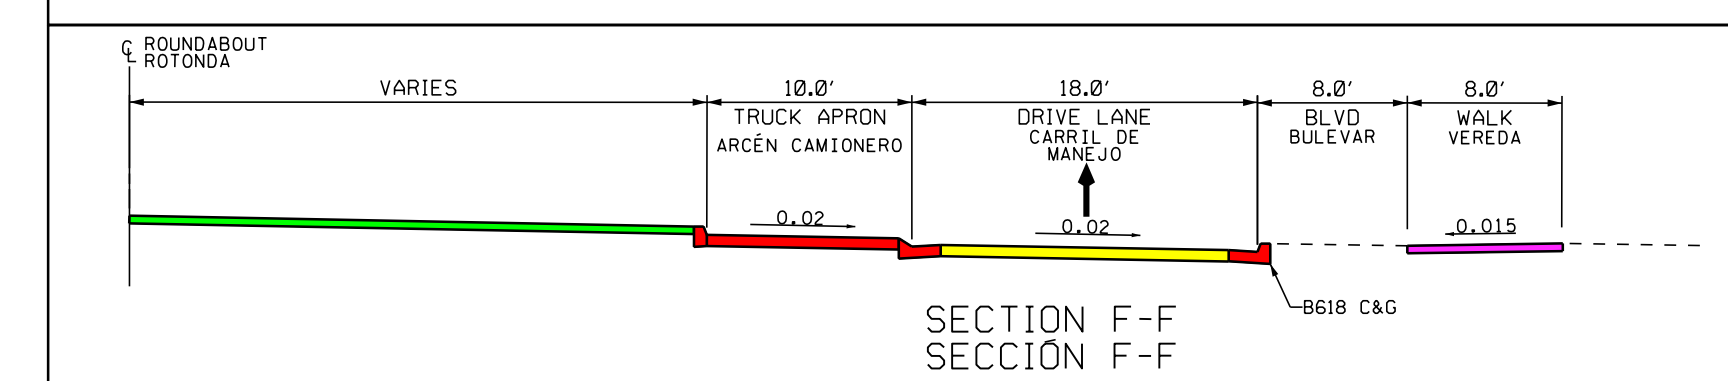 ℄ ROUNDABOUT
ROTONDA
VARIES
10.0'
18.0'
8.0'
8.0'
TRUCK APRON
ARCÉN CAMIONERO
DRIVE LANE
CARRIL DE
MANEJO
BLVD
BULEVAR
WALK
VEREDA
0.02
0.02
0.015
B618 C&G
SECTION F-F
SECCIÓN F-F